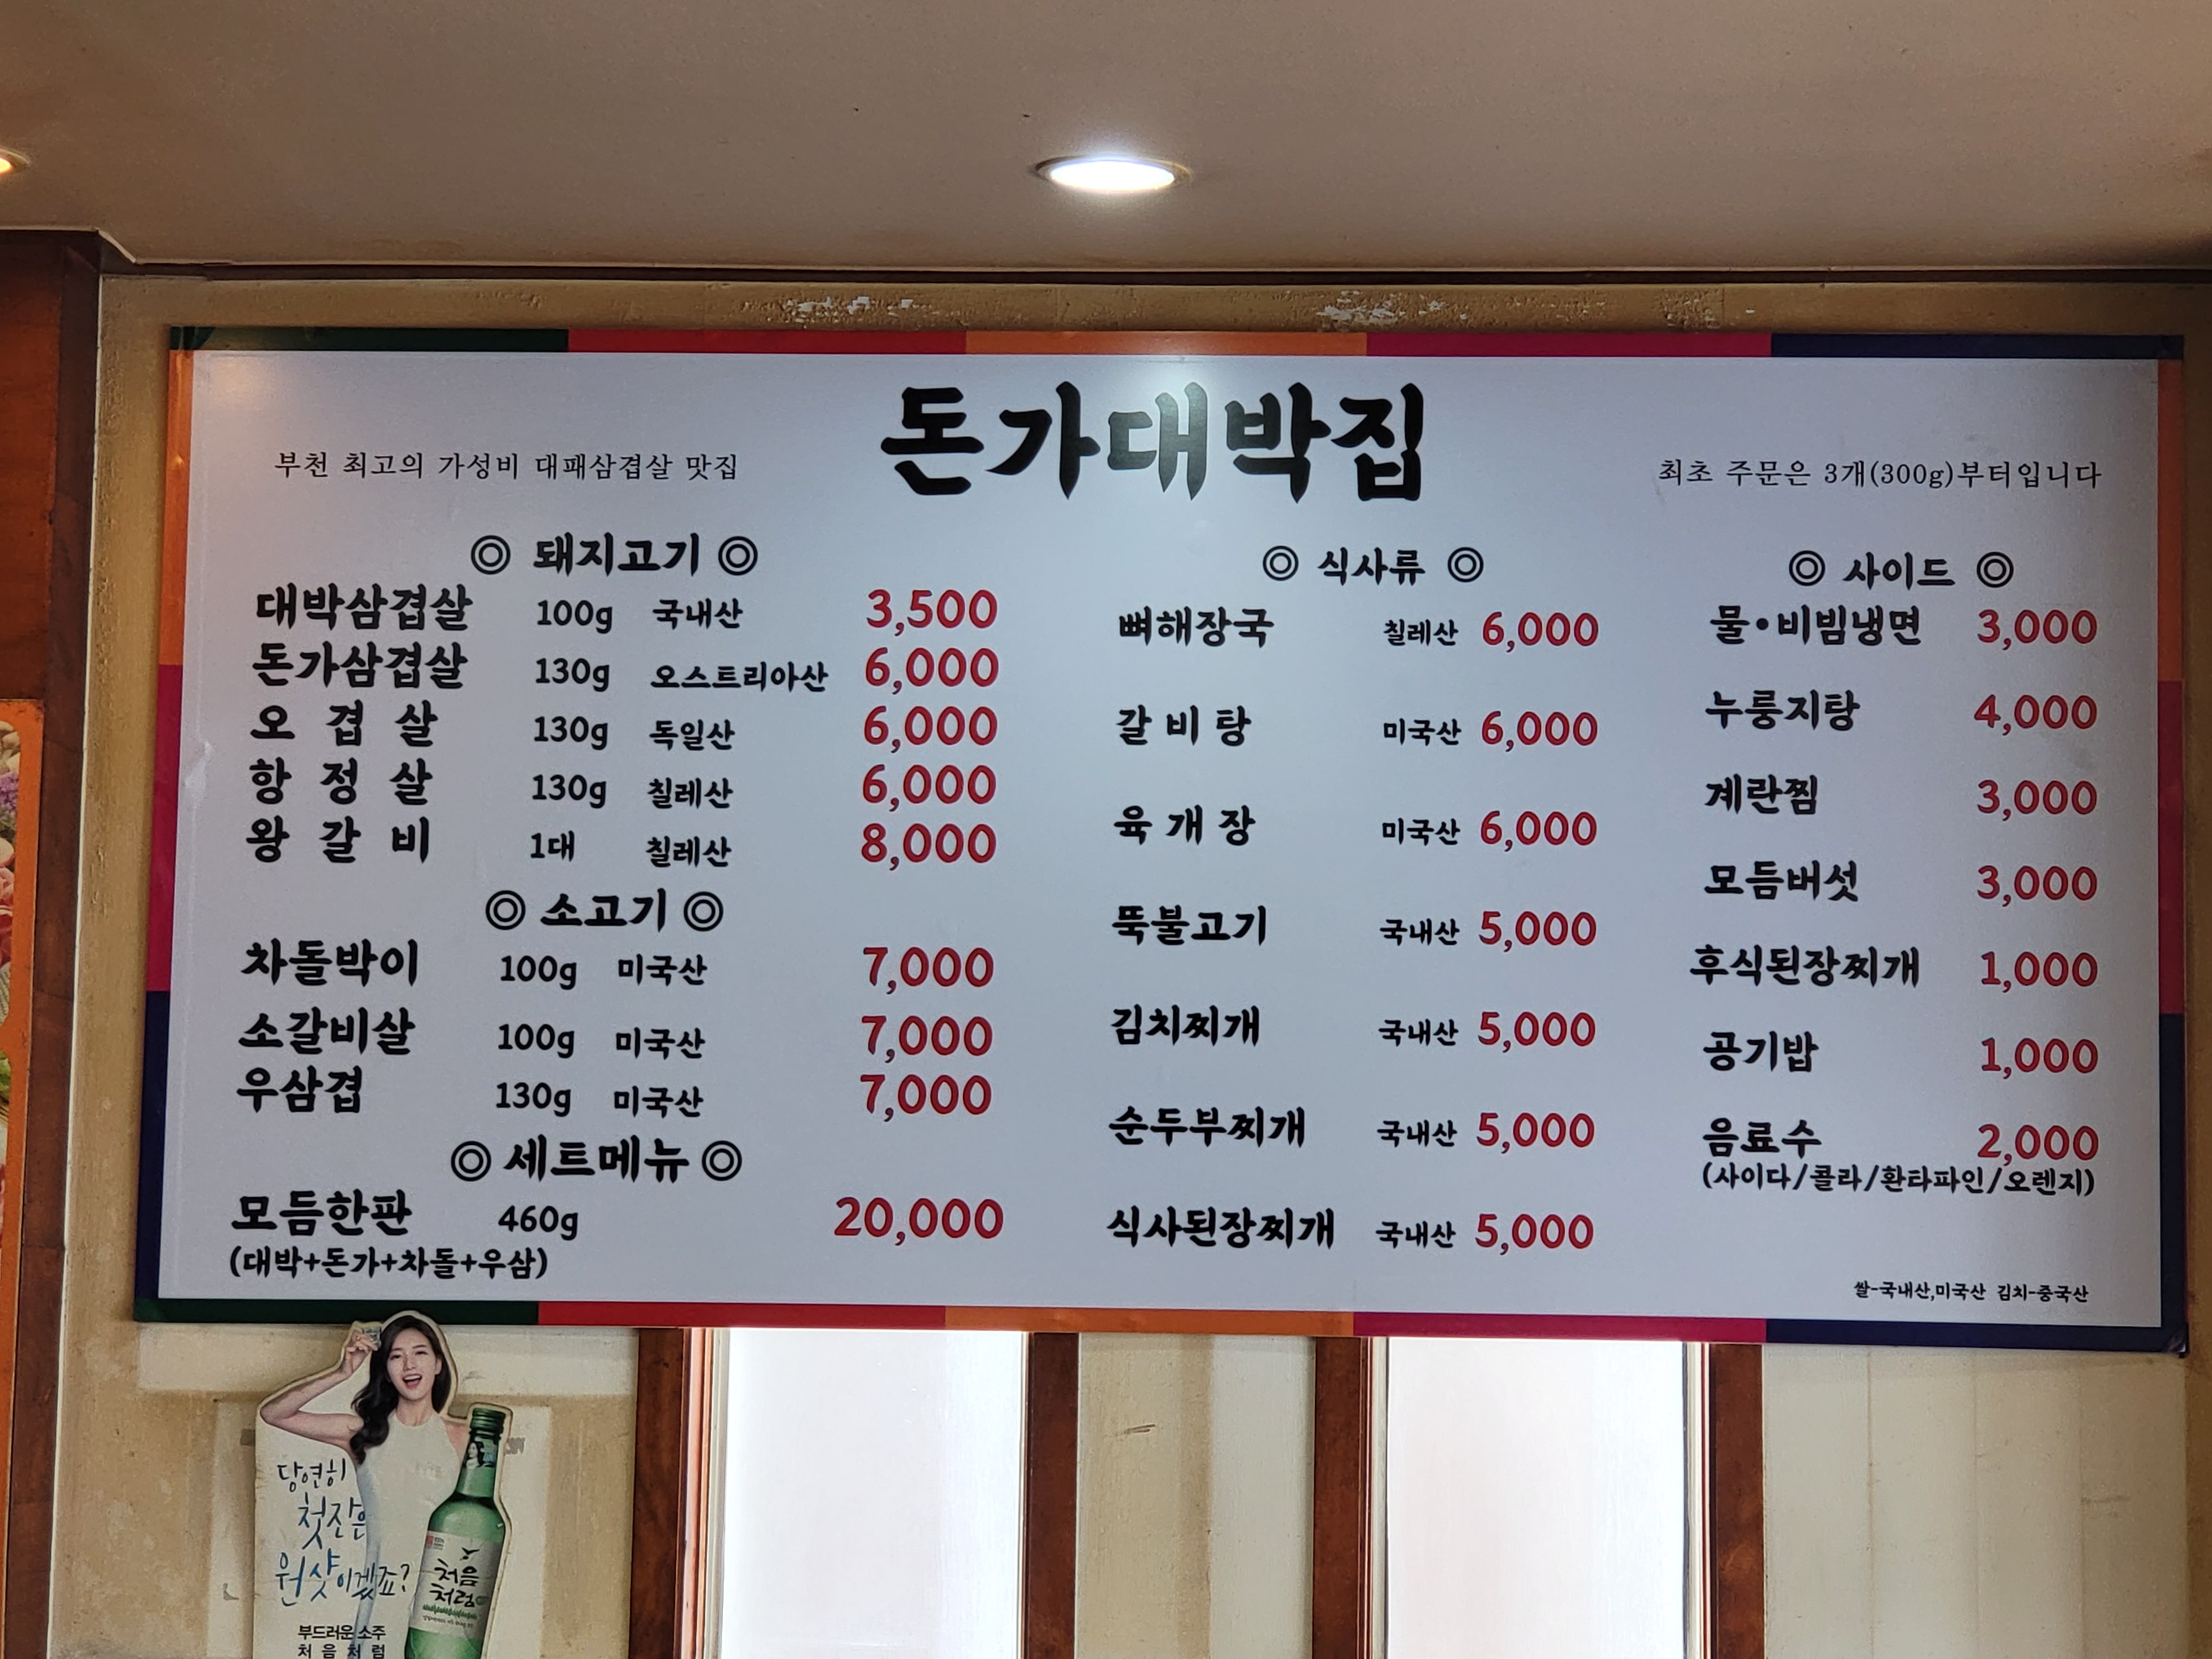 돈가대박집
부천 최고의 가성비 대패삼겹살 맛집
최초 주문은 3개(300g)부터입니다
◎ 돼지고기 ◎
대박삼겹살 100g 국내산 3,500
돈가삼겹살 130g 오스트리아산 6,000
오 겹 살 130g 독일산 6,000
항 정 살 130g 칠레산 6,000
왕 갈 비 1대 칠레산 8,000
◎ 소고기 ◎
차돌박이 100g 미국산 7,000
소갈비살 100g 미국산 7,000
우삼겹 130g 미국산 7,000
◎ 세트메뉴 ◎
모듬한판 460g 20,000
(대박+돈가+차돌+우삼)
◎ 식사류 ◎
뼈해장국 칠레산 6,000
갈 비 탕 미국산 6,000
육 개 장 미국산 6,000
뚝불고기 국내산 5,000
김치찌개 국내산 5,000
순두부찌개 국내산 5,000
식사된장찌개 국내산 5,000
◎ 사이드 ◎
물•비빔냉면 3,000
누룽지탕 4,000
계란찜 3,000
모듬버섯 3,000
후식된장찌개 1,000
공기밥 1,000
음료수 2,000
(사이다/콜라/환타파인/오렌지)
쌀-국내산,미국산 김치-중국산
당연히
첫잔은
원샷이겠죠?
부드러운 소주
처음처럼
처음
처럼